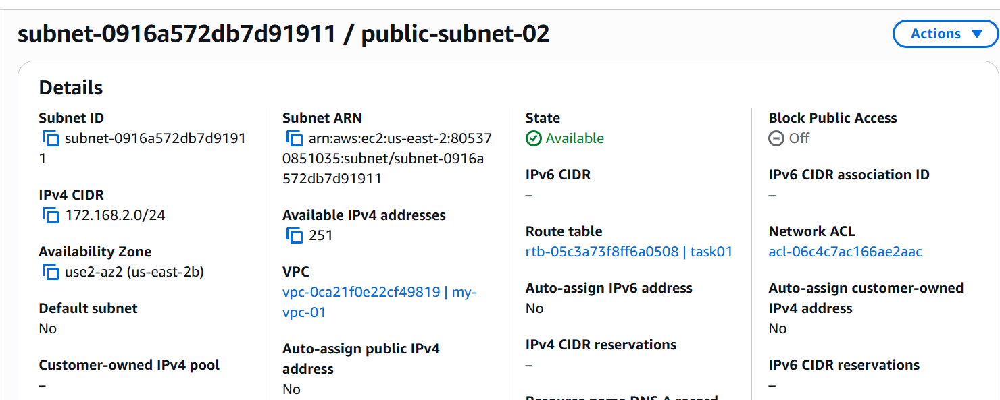 subnet-0916a572db7d91911 / public-subnet-02
Actions
Details
Subnet ID
subnet-0916a572db7d9191
1
IPv4 CIDR
172.168.2.0/24
Availability Zone
use2-az2 (us-east-2b)
Default subnet
No
Customer-owned IPv4 pool
–
Subnet ARN
arn:aws:ec2:us-east-2:80537
0851035:subnet/subnet-0916a
572db7d91911
Available IPv4 addresses
251
VPC
vpc-0ca21f0e22cf49819 | my-
vpc-01
Auto-assign public IPv4
address
No
State
Available
IPv6 CIDR
–
Route table
rtb-05c3a73f8ff6a0508 | task01
Auto-assign IPv6 address
No
IPv4 CIDR reservations
–
Resource name DNS A record
Block Public Access
Off
IPv6 CIDR association ID
–
Network ACL
acl-06c4c7ac166ae2aac
Auto-assign customer-owned
IPv4 address
No
IPv6 CIDR reservations
–